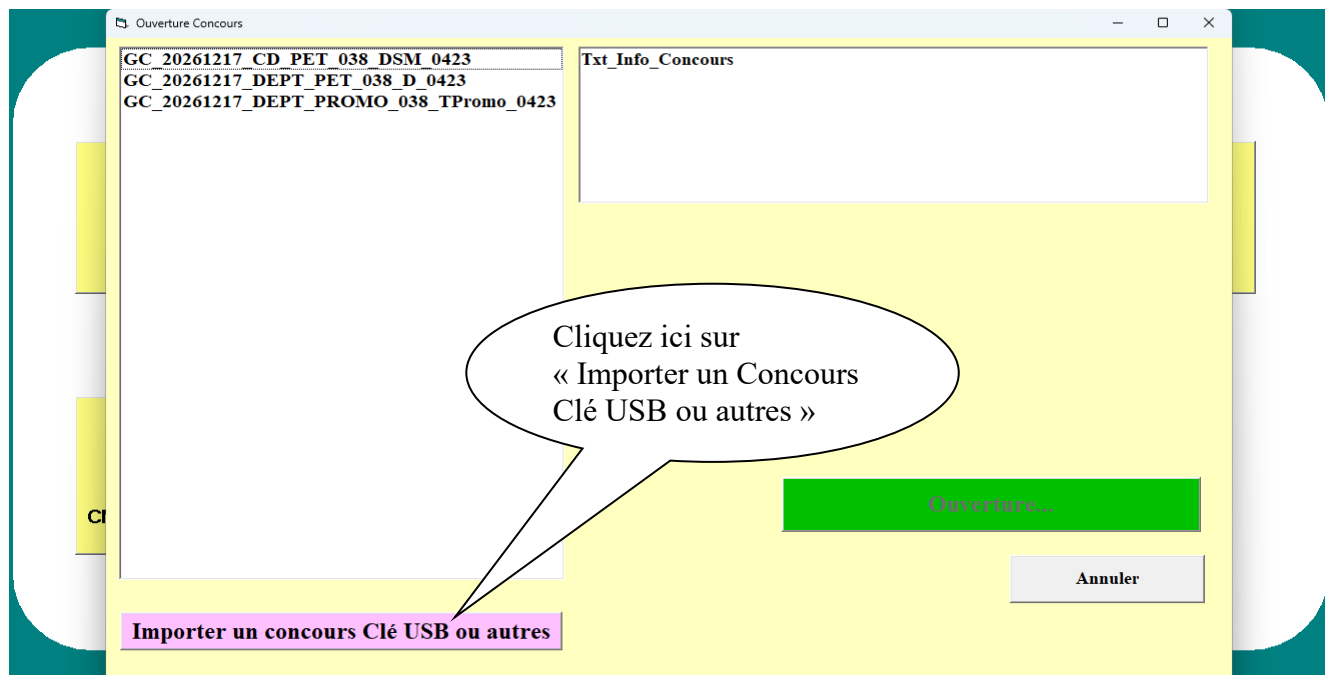 Ouverture Concours
GC_20261217_CD_PET_038_DSM_0423
GC_20261217_DEPT_PET_038_D_0423
GC_20261217_DEPT_PROMO_038_TPromo_0423
Txt_Info_Concours
Cliquez ici sur
« Importer un Concours
Clé USB ou autres »
Ouverture...
Annuler
Importer un concours Clé USB ou autres